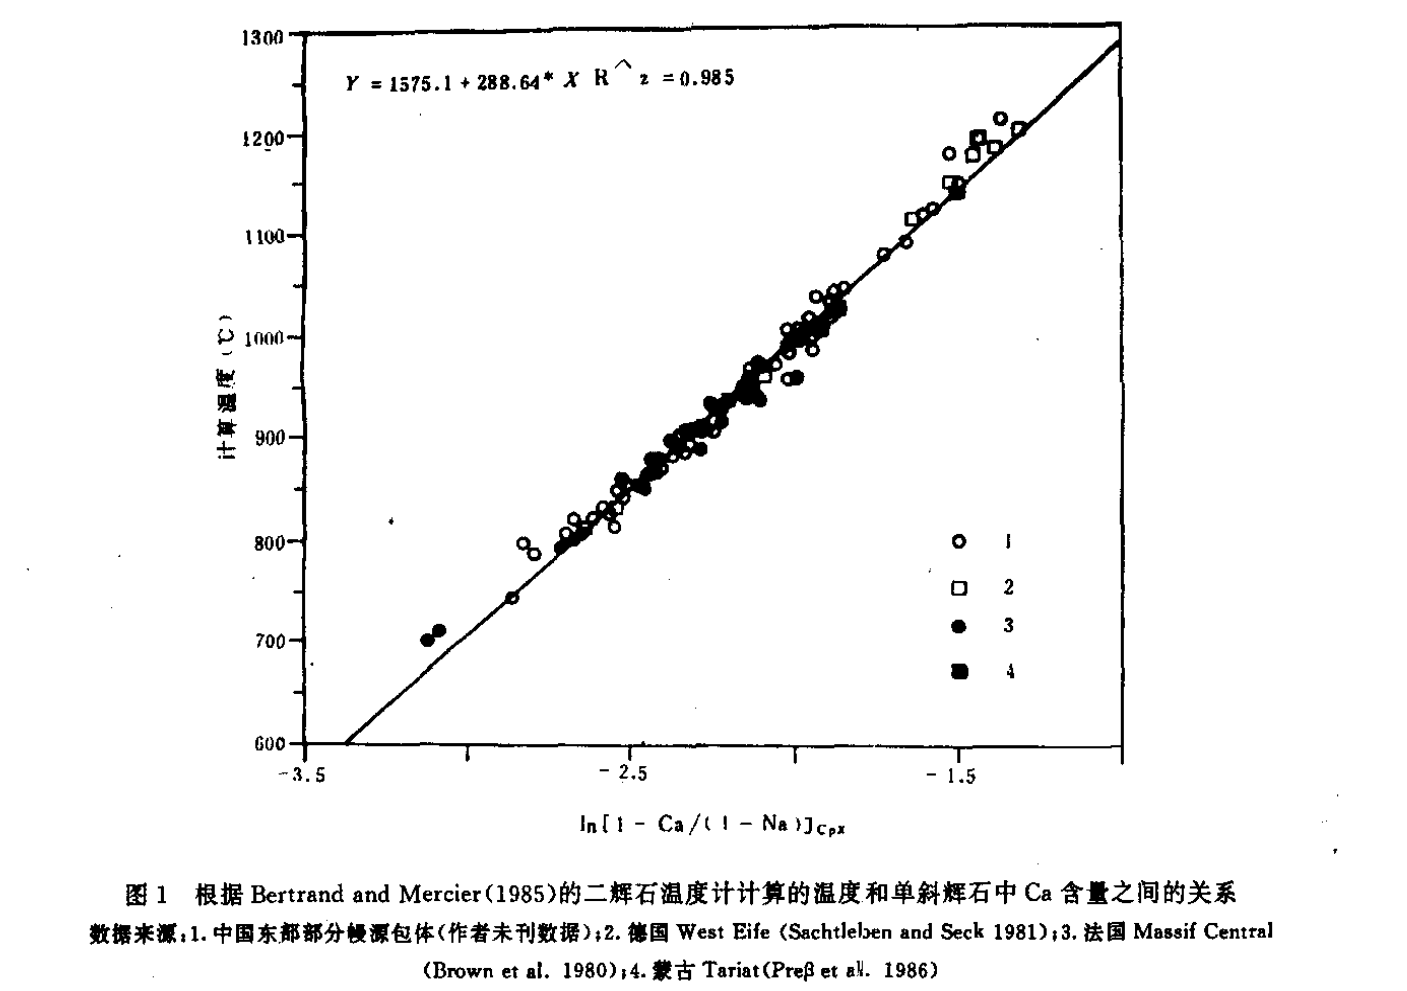 Y = 1575.1 + 288.64* X R^2 = 0.985
1300
1200
1100
1000
900
800
700
600
计算温度(℃)
1
2
3
4
-3.5
-2.5
-1.5
ln[1 - Ca/(1 - Na)]Cpx
图 1 根据 Bertrand and Mercier(1985)的二辉石温度计计算的温度和单斜辉石中 Ca 含量之间的关系
数据来源:1.中国东部部分幔源包体(作者未刊数据);2.德国 West Eife (Sachtleben and Seck 1981);3.法国 Massif Central
(Brown et al. 1980);4.蒙古 Tariat(Preβ et al. 1986)